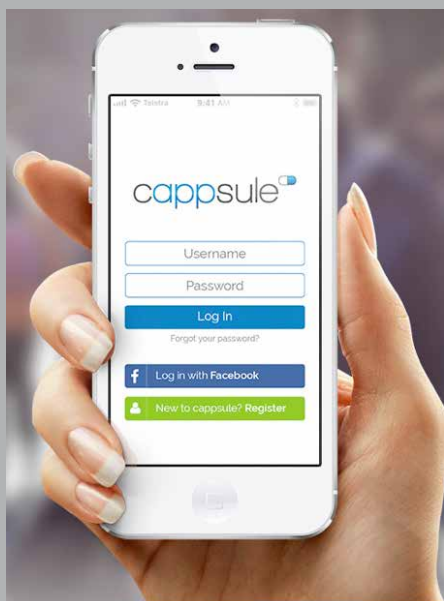 Telstra 9:41 AM
cappsule
Username
Password
Log In
Forgot your password?
f Log in with Facebook
New to cappsule? Register